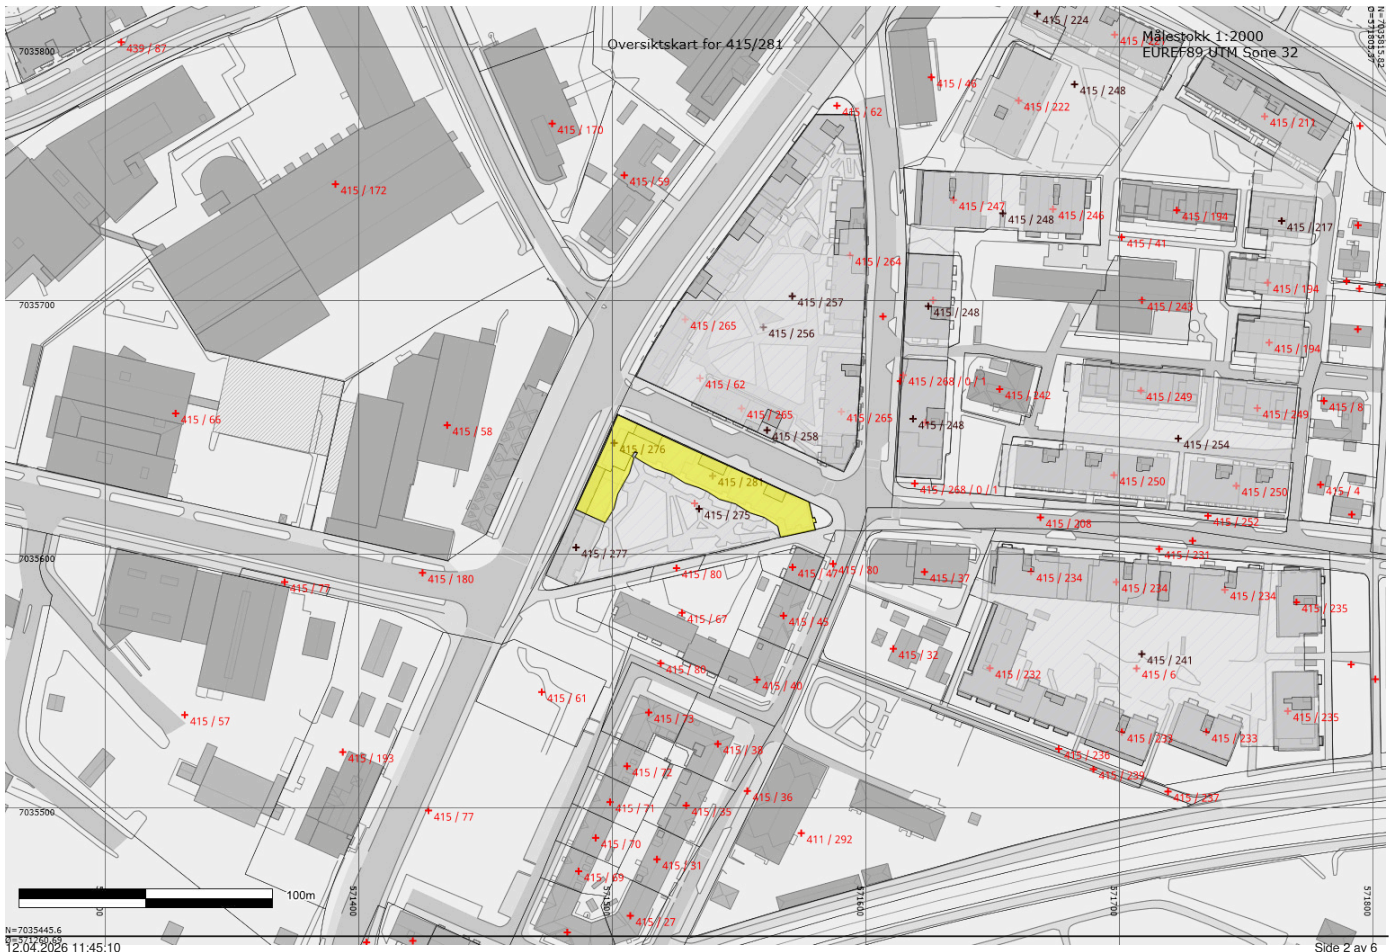 Oversiktskart for 415/281
Målestokk 1:2000
EUREF89 UTM Sone 32
N=7035815.82
7035800
439 / 87
415 / 224
415 / 46
415 / 248
415 / 222
415 / 62
415 / 211
415 / 170
415 / 172
415 / 59
415 / 247
415 / 248
415 / 246
415 / 194
415 / 217
415 / 41
415 / 264
7035700
415 / 257
415 / 248
415 / 243
415 / 194
415 / 265
415 / 256
415 / 194
415 / 62
415 / 268 / 0 / 1
415 / 242
415 / 249
415 / 249
415 / 8
415 / 66
415 / 58
415 / 265
415 / 258
415 / 265
415 / 248
415 / 254
415 / 276
415 / 281
415 / 268 / 0 / 1
415 / 250
415 / 250
415 / 4
415 / 275
415 / 208
415 / 252
7035600
415 / 277
415 / 231
415 / 77
415 / 180
415 / 80
415 / 47
415 / 80
415 / 37
415 / 234
415 / 234
415 / 234
415 / 235
415 / 67
415 / 45
415 / 32
415 / 241
415 / 6
415 / 80
415 / 40
415 / 232
415 / 61
415 / 57
415 / 73
415 / 233
415 / 235
415 / 193
415 / 38
415 / 236
415 / 72
415 / 239
415 / 237
7035500
415 / 77
415 / 71
415 / 35
415 / 36
415 / 70
411 / 292
415 / 69
415 / 31
415 / 27
100m
571400
571500
571600
571700
571800
N=7035445.6
Ø=571260.69
12.04.2026 11:45:10
Side 2 av 6